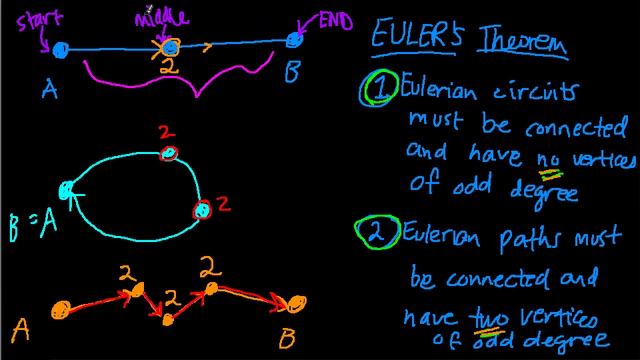 start
middle
END
A
2
B
2
2
B = A
2
2
2
A
B
EULER'S Theorem
1 Eulerian circuits
must be connected
and have no vertices
of odd degree
2 Eulerian paths must
be connected and
have two vertices
of odd degree